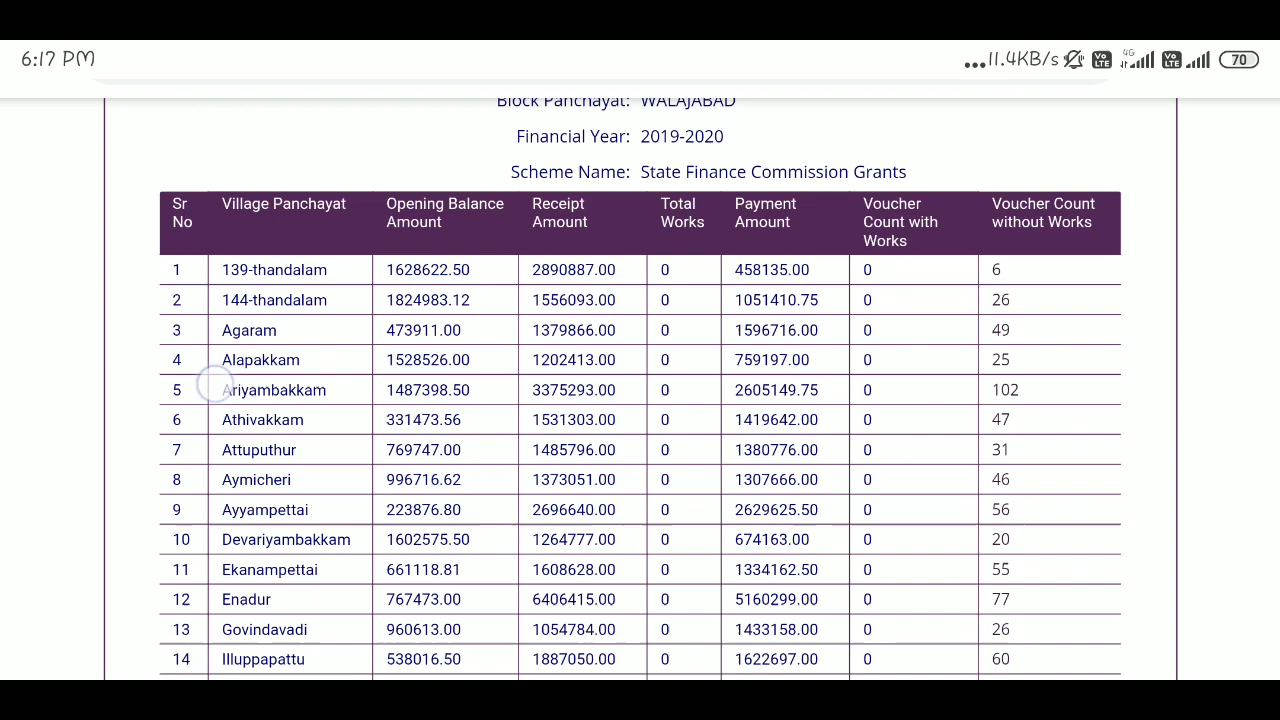 6:17 PM ...11.4KB/s 4G Vo LTE Vo LTE 70
Block Panchayat: WALAJABAD
Financial Year: 2019-2020
Scheme Name: State Finance Commission Grants
Sr No Village Panchayat Opening Balance Amount Receipt Amount Total Works Payment Amount Voucher Count with Works Voucher Count without Works
1 139-thandalam 1628622.50 2890887.00 0 458135.00 0 6
2 144-thandalam 1824983.12 1556093.00 0 1051410.75 0 26
3 Agaram 473911.00 1379866.00 0 1596716.00 0 49
4 Alapakkam 1528526.00 1202413.00 0 759197.00 0 25
5 Ariyambakkam 1487398.50 3375293.00 0 2605149.75 0 102
6 Athivakkam 331473.56 1531303.00 0 1419642.00 0 47
7 Attuputhur 769747.00 1485796.00 0 1380776.00 0 31
8 Aymicheri 996716.62 1373051.00 0 1307666.00 0 46
9 Ayyampettai 223876.80 2696640.00 0 2629625.50 0 56
10 Devariyambakkam 1602575.50 1264777.00 0 674163.00 0 20
11 Ekanampettai 661118.81 1608628.00 0 1334162.50 0 55
12 Enadur 767473.00 6406415.00 0 5160299.00 0 77
13 Govindavadi 960613.00 1054784.00 0 1433158.00 0 26
14 Illuppapattu 538016.50 1887050.00 0 1622697.00 0 60